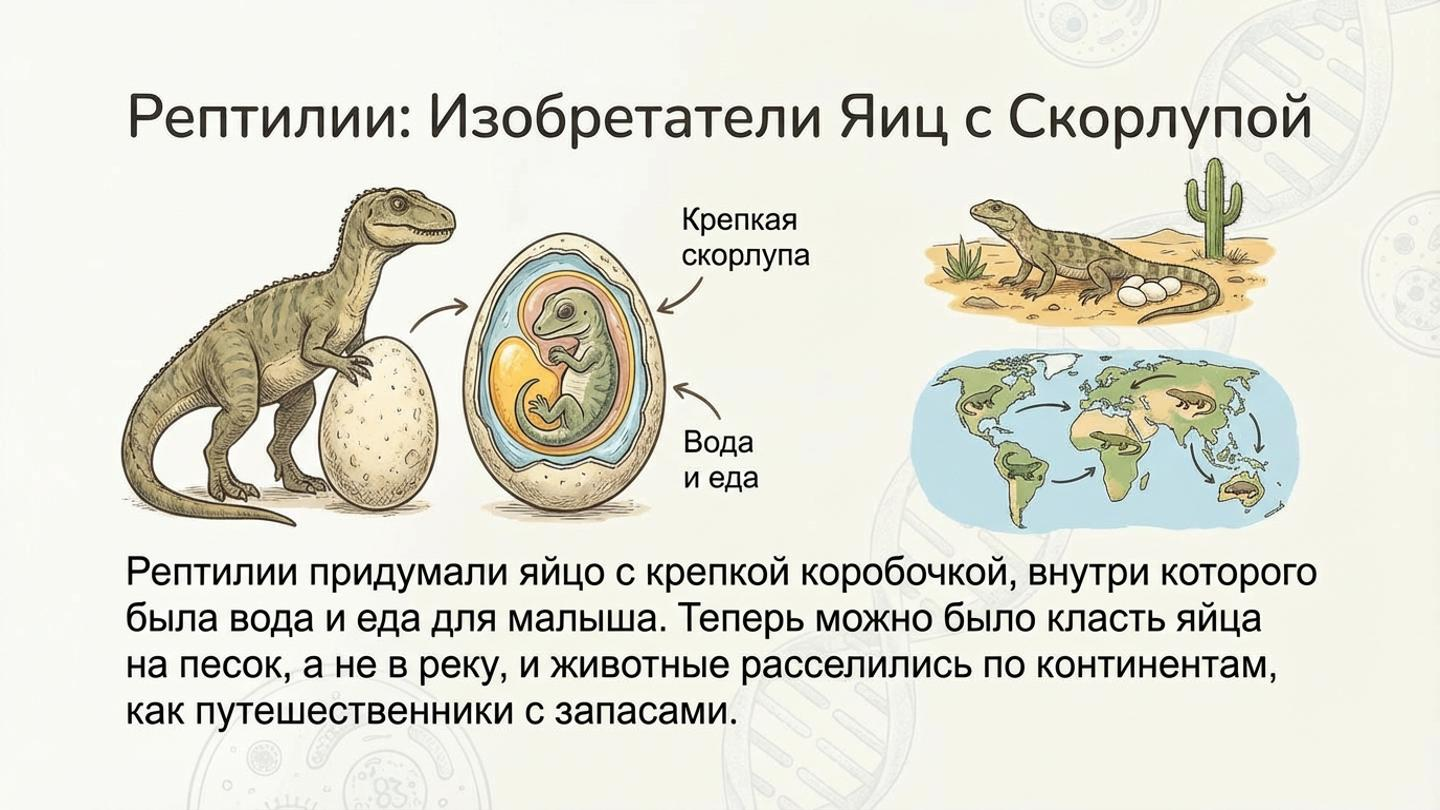 Рептилии: Изобретатели Яиц с Скорлупой
Крепкая
скорлупа
Вода
и еда
Рептилии придумали яйцо с крепкой коробочкой, внутри которого
была вода и еда для малыша. Теперь можно было класть яйца
на песок, а не в реку, и животные расселились по континентам,
как путешественники с запасами.